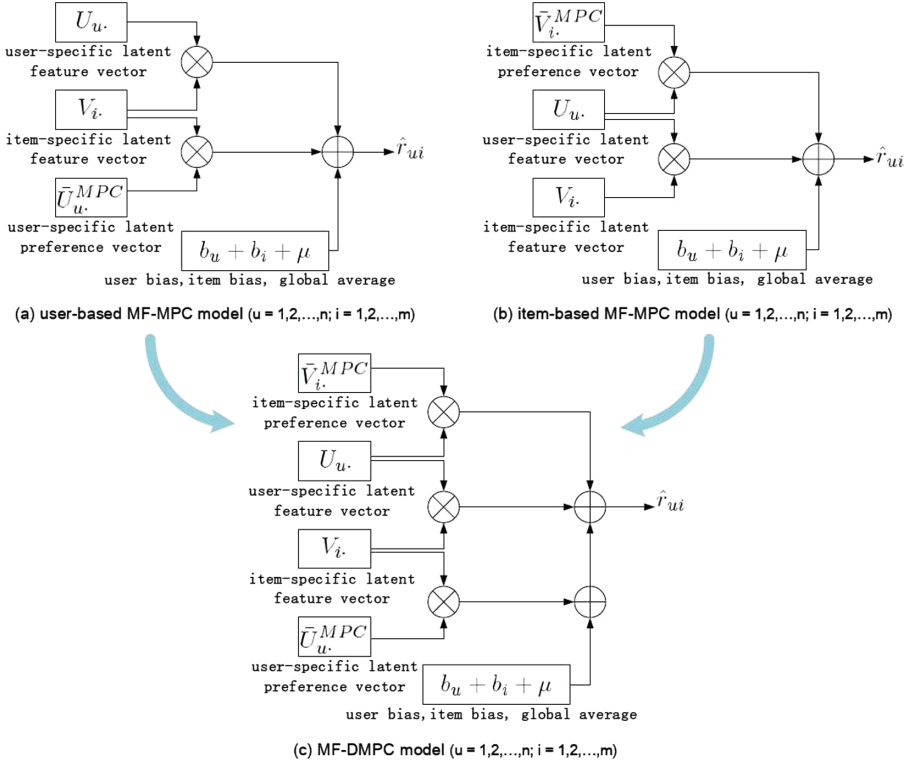 U_u.
user-specific latent
feature vector
V_i.
item-specific latent
feature vector
Ū_u.^MPC
user-specific latent
preference vector
b_u + b_i + μ
user bias, item bias, global average
r̂_ui
(a) user-based MF-MPC model (u = 1,2,...,n; i = 1,2,...,m)
V̄_i.^MPC
item-specific latent
preference vector
U_u.
user-specific latent
feature vector
V_i.
item-specific latent
feature vector
b_u + b_i + μ
user bias, item bias, global average
r̂_ui
(b) item-based MF-MPC model (u = 1,2,...,n; i = 1,2,...,m)
V̄_i.^MPC
item-specific latent
preference vector
U_u.
user-specific latent
feature vector
V_i.
item-specific latent
feature vector
Ū_u.^MPC
user-specific latent
preference vector
b_u + b_i + μ
user bias, item bias, global average
r̂_ui
(c) MF-DMPC model (u = 1,2,...,n; i = 1,2,...,m)